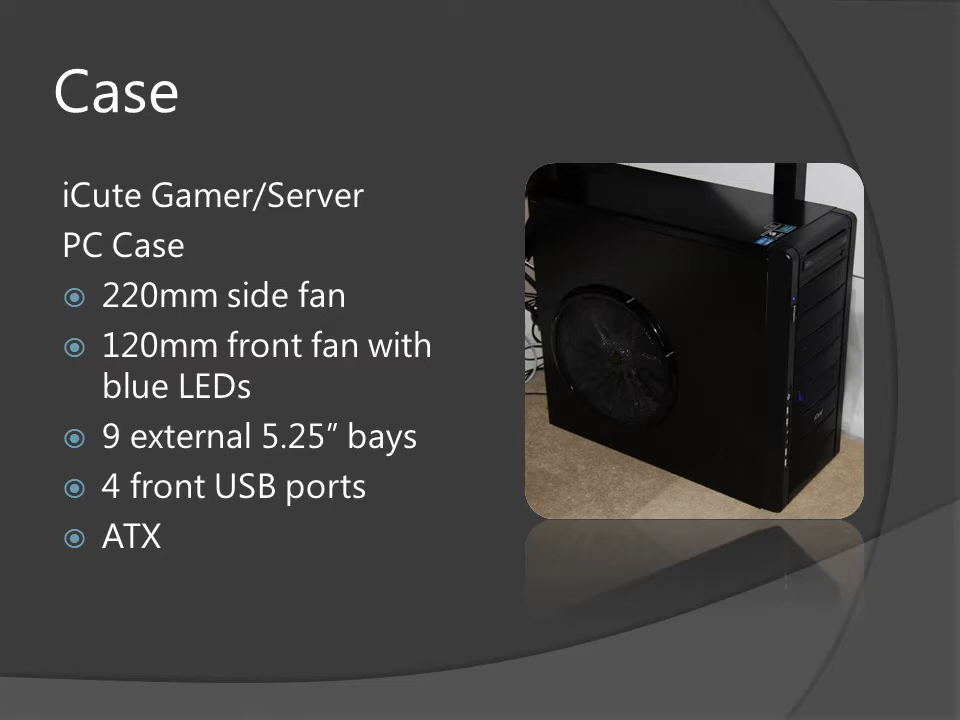 Case
iCute Gamer/Server
PC Case
220mm side fan
120mm front fan with
blue LEDs
9 external 5.25” bays
4 front USB ports
ATX